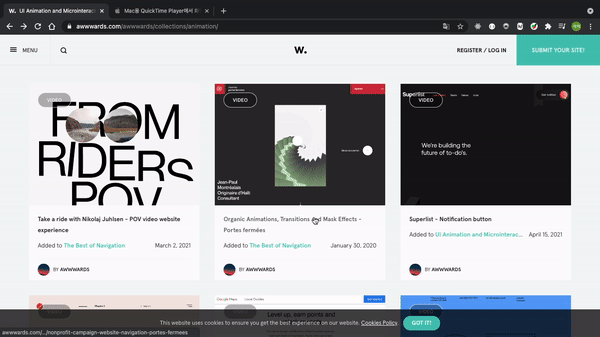 W. UI Animation and Microinterac
Mac용 QuickTime Player에서 화
awwwards.com/awwwards/collections/animation/
MENU
W.
REGISTER / LOG IN
SUBMIT YOUR SITE!
VIDEO
FROM
RIDERS
POV
VIDEO
Jean-Paul
Montréalais
Originaire d'Haïti
Consultant
Superlist
VIDEO
We're building the
future of to-do's.
Take a ride with Nikolaj Juhlsen - POV video website
experience
Added to The Best of Navigation
March 2, 2021
BY AWWWARDS
Organic Animations, Transitions and Mask Effects -
Portes fermées
Added to The Best of Navigation
January 30, 2020
BY AWWWARDS
Superlist - Notification button
Added to UI Animation and Microinterac...
April 15, 2021
BY AWWWARDS
Level up, earn points and
This website uses cookies to ensure you get the best experience on our website. Cookies Policy
GOT IT!
awwwards.com/.../nonprofit-campaign-website-navigation-portes-fermees